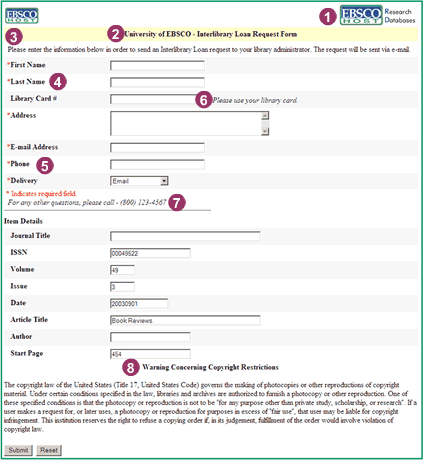 EBSCO HOST 1 EBSCO HOST Research Databases
2 University of EBSCO - Interlibrary Loan Request Form
3
Please enter the information below in order to send an Interlibrary Loan request to your library administrator. The request will be sent via e-mail.
*First Name
*Last Name 4
Library Card # 6 Please use your library card.
*Address
*E-mail Address
*Phone 5
*Delivery Email
* Indicates required field
For any other questions, please call - (800) 123-4567 7
Item Details
Journal Title
ISSN 00049522
Volume 49
Issue 3
Date 20030901
Article Title Book Reviews
Author
Start Page 454
8 Warning Concerning Copyright Restrictions
The copyright law of the United States (Title 17, United States Code) governs the making of photocopies or other reproductions of copyright
material. Under certain conditions specified in the law, libraries and archives are authorized to furnish a photocopy or other reproduction. One of
these specified conditions is that the photocopy or reproduction is not to be "for any purpose other than private study, scholarship, or research". If a
user makes a request for, or later uses, a photocopy or reproduction for purposes in excess of "fair use", that user may be liable for copyright
infringement. This institution reserves the right to refuse a copying order if, in its judgement, fulfillment of the order would involve violation of
copyright law.
Submit Reset